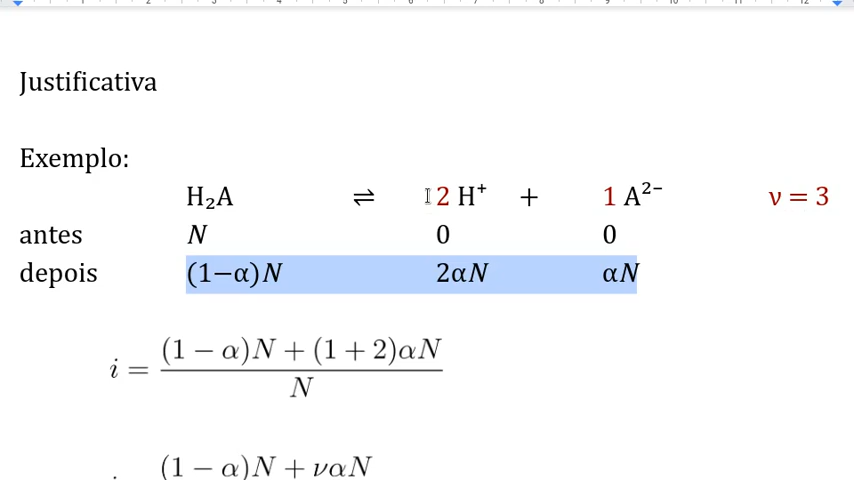 Justificativa
Exemplo:
H₂A ⇌ 2 H⁺ + 1 A²⁻ ν = 3
antes N 0 0
depois (1−α)N 2αN αN
i = \frac{(1 − α)N + (1 + 2)αN}{N}
(1 − α)N + ναN